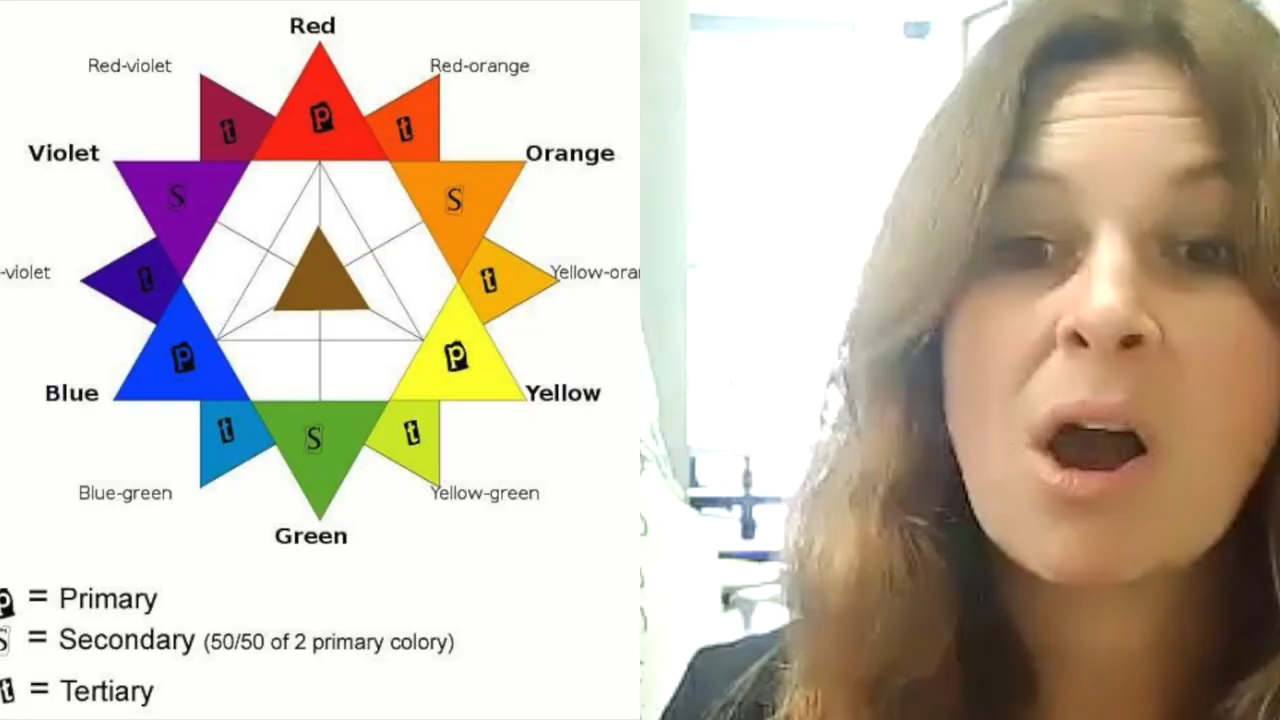 Red
Red-violet
Red-orange
t
p
t
Violet
Orange
S
S
-violet
t
t
Yellow-oran
p
p
Blue
Yellow
t
S
t
Blue-green
Yellow-green
Green
p = Primary
S = Secondary (50/50 of 2 primary colory)
t = Tertiary